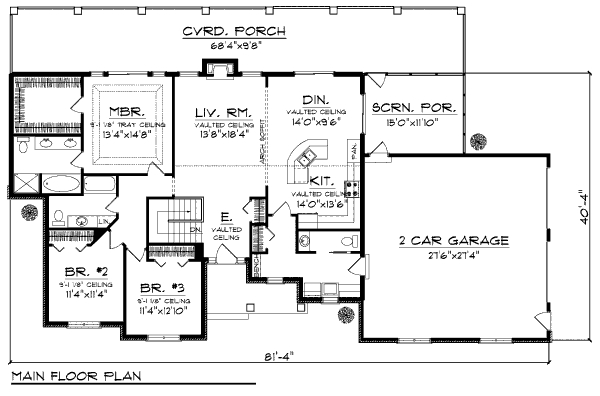 CVRD. PORCH
68'4"x9'8"
MBR.
9'-1 1/8" TRAY CEILING
13'4"x14'8"
LIV. RM.
VAULTED CEILING
13'8"x18'4"
ARCH SOFFIT
DIN.
VAULTED CEILING
14'0"x9'6"
SCRN. POR.
15'0"x11'10"
PAN.
KIT.
VAULTED CEILING
14'0"x13'6"
LIN.
DN.
E.
VAULTED CEILING
BENCH
2 CAR GARAGE
27'6"x27'4"
40'-4"
BR. #2
9'-1 1/8" CEILING
11'4"x11'4"
BR. #3
9'-1 1/8" CEILING
11'4"x12'10"
81'-4"
MAIN FLOOR PLAN